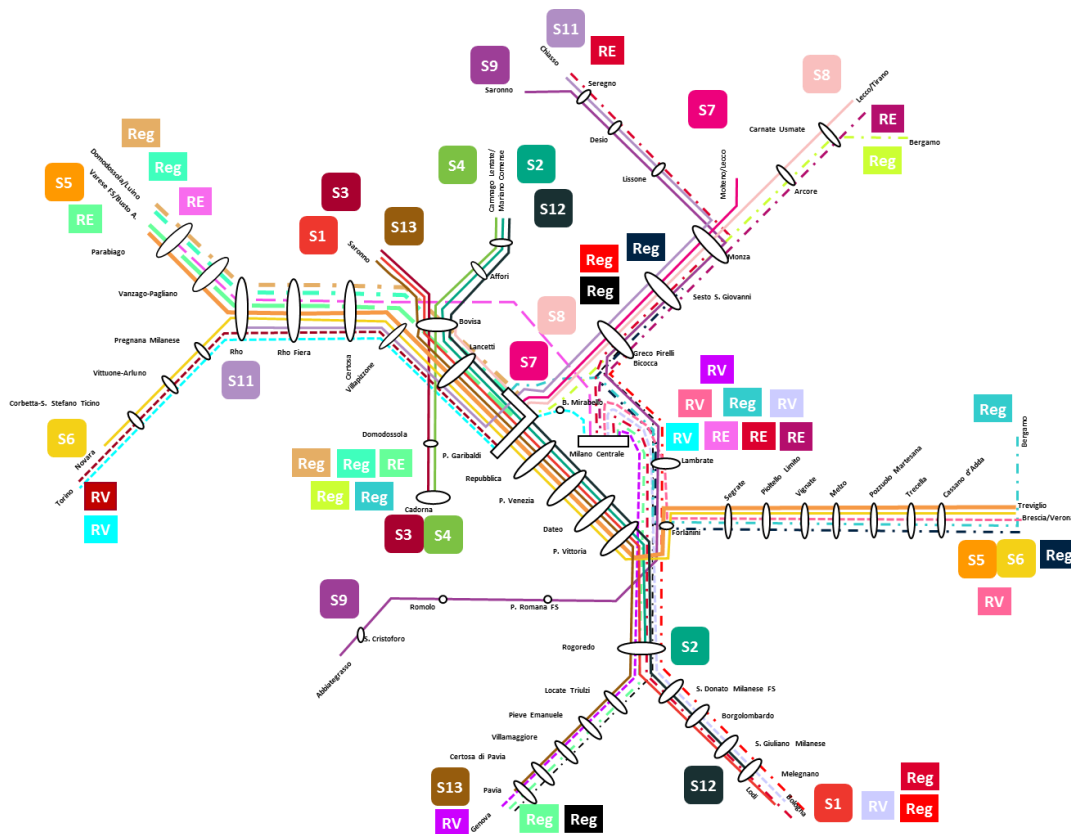 S11
Chiasso
RE
S9
Saronno
Seregno
Desio
Lissone
S7
Molteno/Lecco
S8
Lecco/Tirano
Carnate Usmate
RE
Bergamo
Reg
Arcore
Monza
Reg
Reg
RE
Domodossola/Luino
Varese FS/Busto A.
S5
RE
Parabiago
Vanzago-Pagliano
S3
S1
S13
Saronno
S4
Camnago Lentate/
Mariano Comense
S2
S12
Affori
Bovisa
Lancetti
Reg
Reg
Reg
Sesto S. Giovanni
S8
S7
Greco Pirelli
Bicocca
Pregnana Milanese
Rho
Rho Fiera
V. Certosa
Villapizzone
Vittuone-Arluno
S11
Corbetta-S. Stefano Ticino
S6
Novara
Torino
RV
RV
Domodossola
P. Garibaldi
Reg
Reg
RE
Reg
Reg
Cadorna
S3
S4
Repubblica
P. Venezia
Dateo
P. Vittoria
B. Mirabello
Milano Centrale
RV
RV
Reg
RV
RV
RE
RE
RE
Lambrate
Forlanini
Segrate
Pioltello Limito
Vignate
Melzo
Pozzuolo Martesana
Trecella
Cassano d'Adda
Reg
Bergamo
Treviglio
Brescia/Verona
S5
S6
Reg
RV
S9
Romolo
P. Romana FS
S. Cristoforo
Abbiategrasso
Rogoredo
S2
Locate Triulzi
Pieve Emanuele
Villamaggiore
Certosa di Pavia
Pavia
S13
RV
Genova
Reg
Reg
S. Donato Milanese FS
Borgolombardo
S. Giuliano Milanese
Melegnano
Lodi
Bologna
S12
S1
RV
Reg
Reg